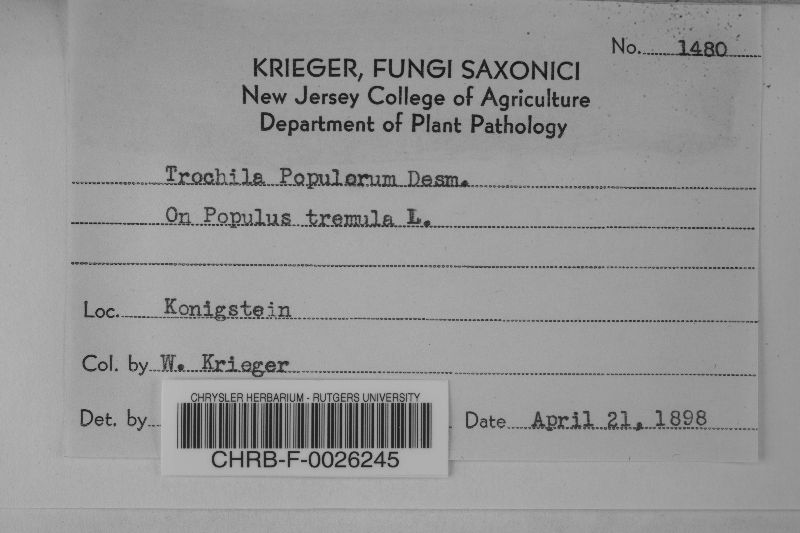 No. 1480
KRIEGER, FUNGI SAXONICI
New Jersey College of Agriculture
Department of Plant Pathology
Trochila Populorum Desm.
On Populus tremula L.
Loc. Konigstein
Col. by W. Krieger
Det. by
Date April 21, 1898
CHRYSLER HERBARIUM - RUTGERS UNIVERSITY
CHRB-F-0026245